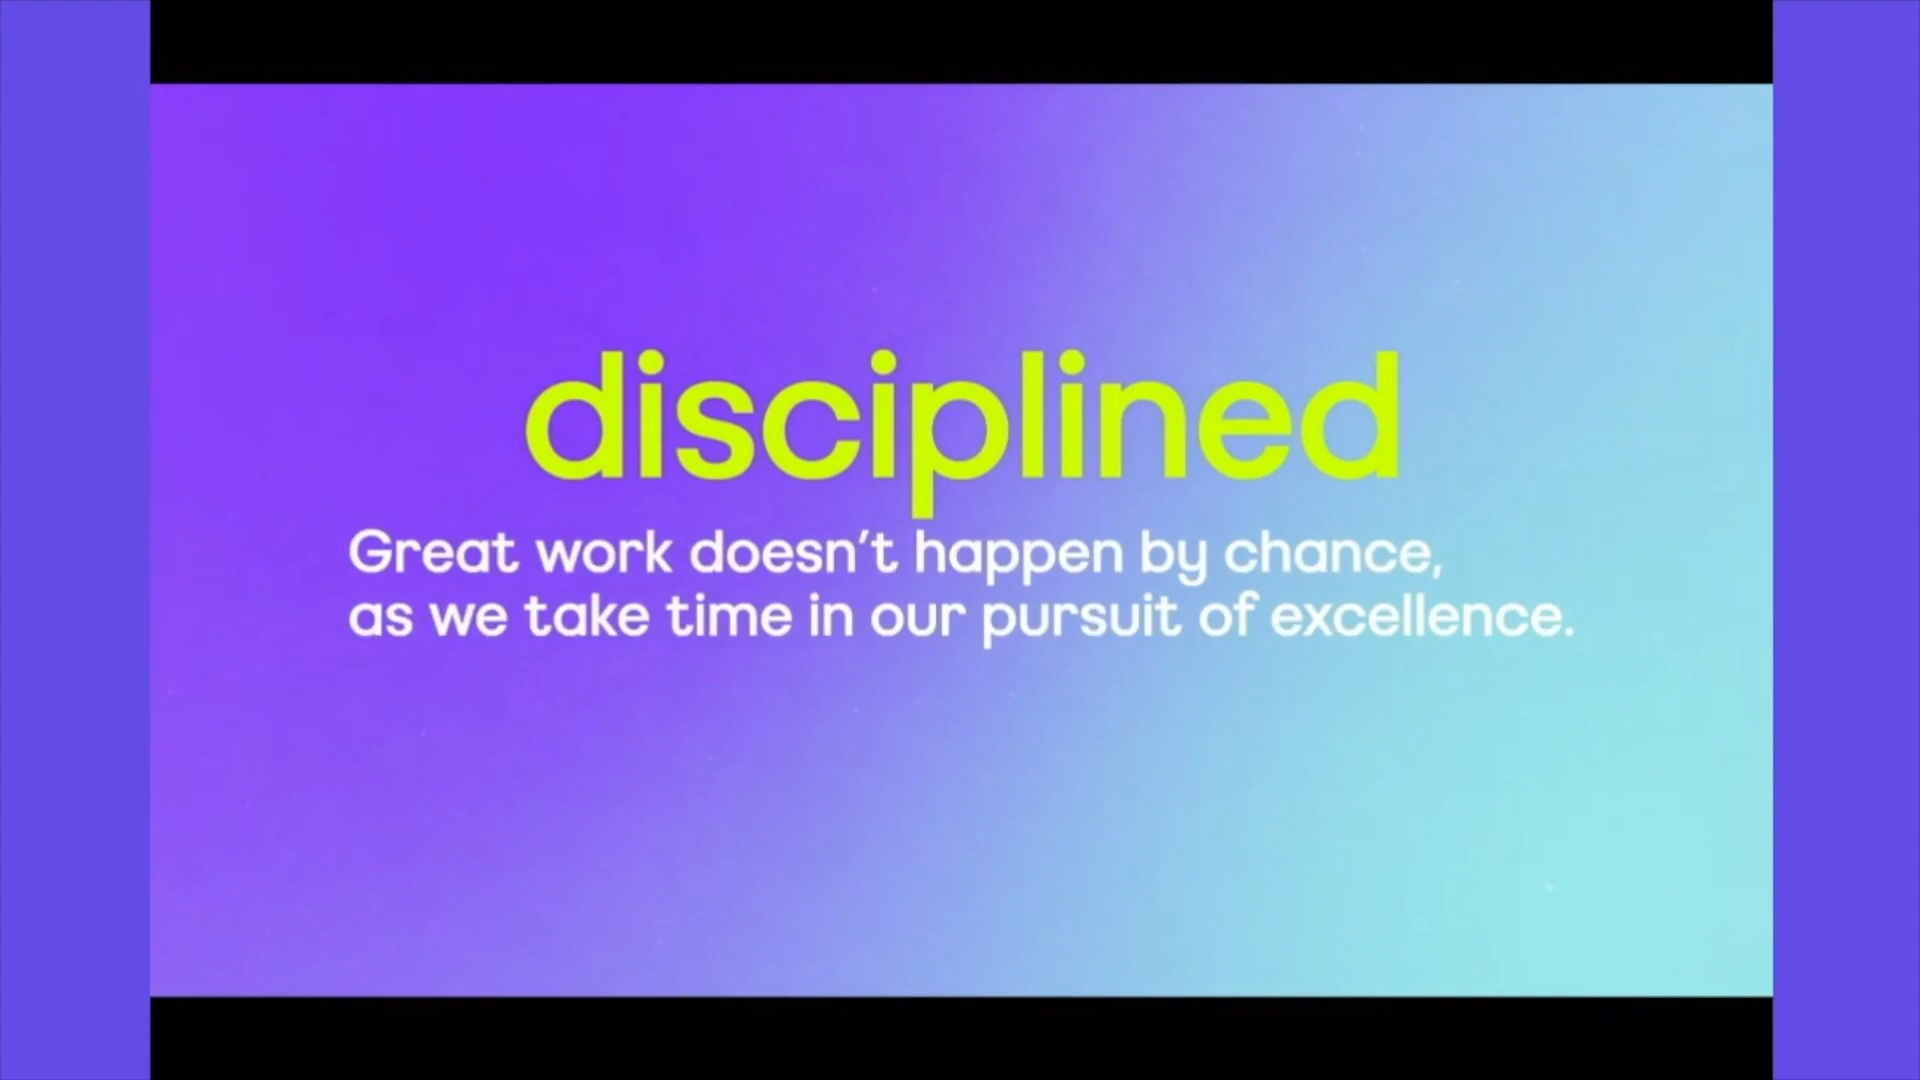 disciplined
Great work doesn’t happen by chance,
as we take time in our pursuit of excellence.